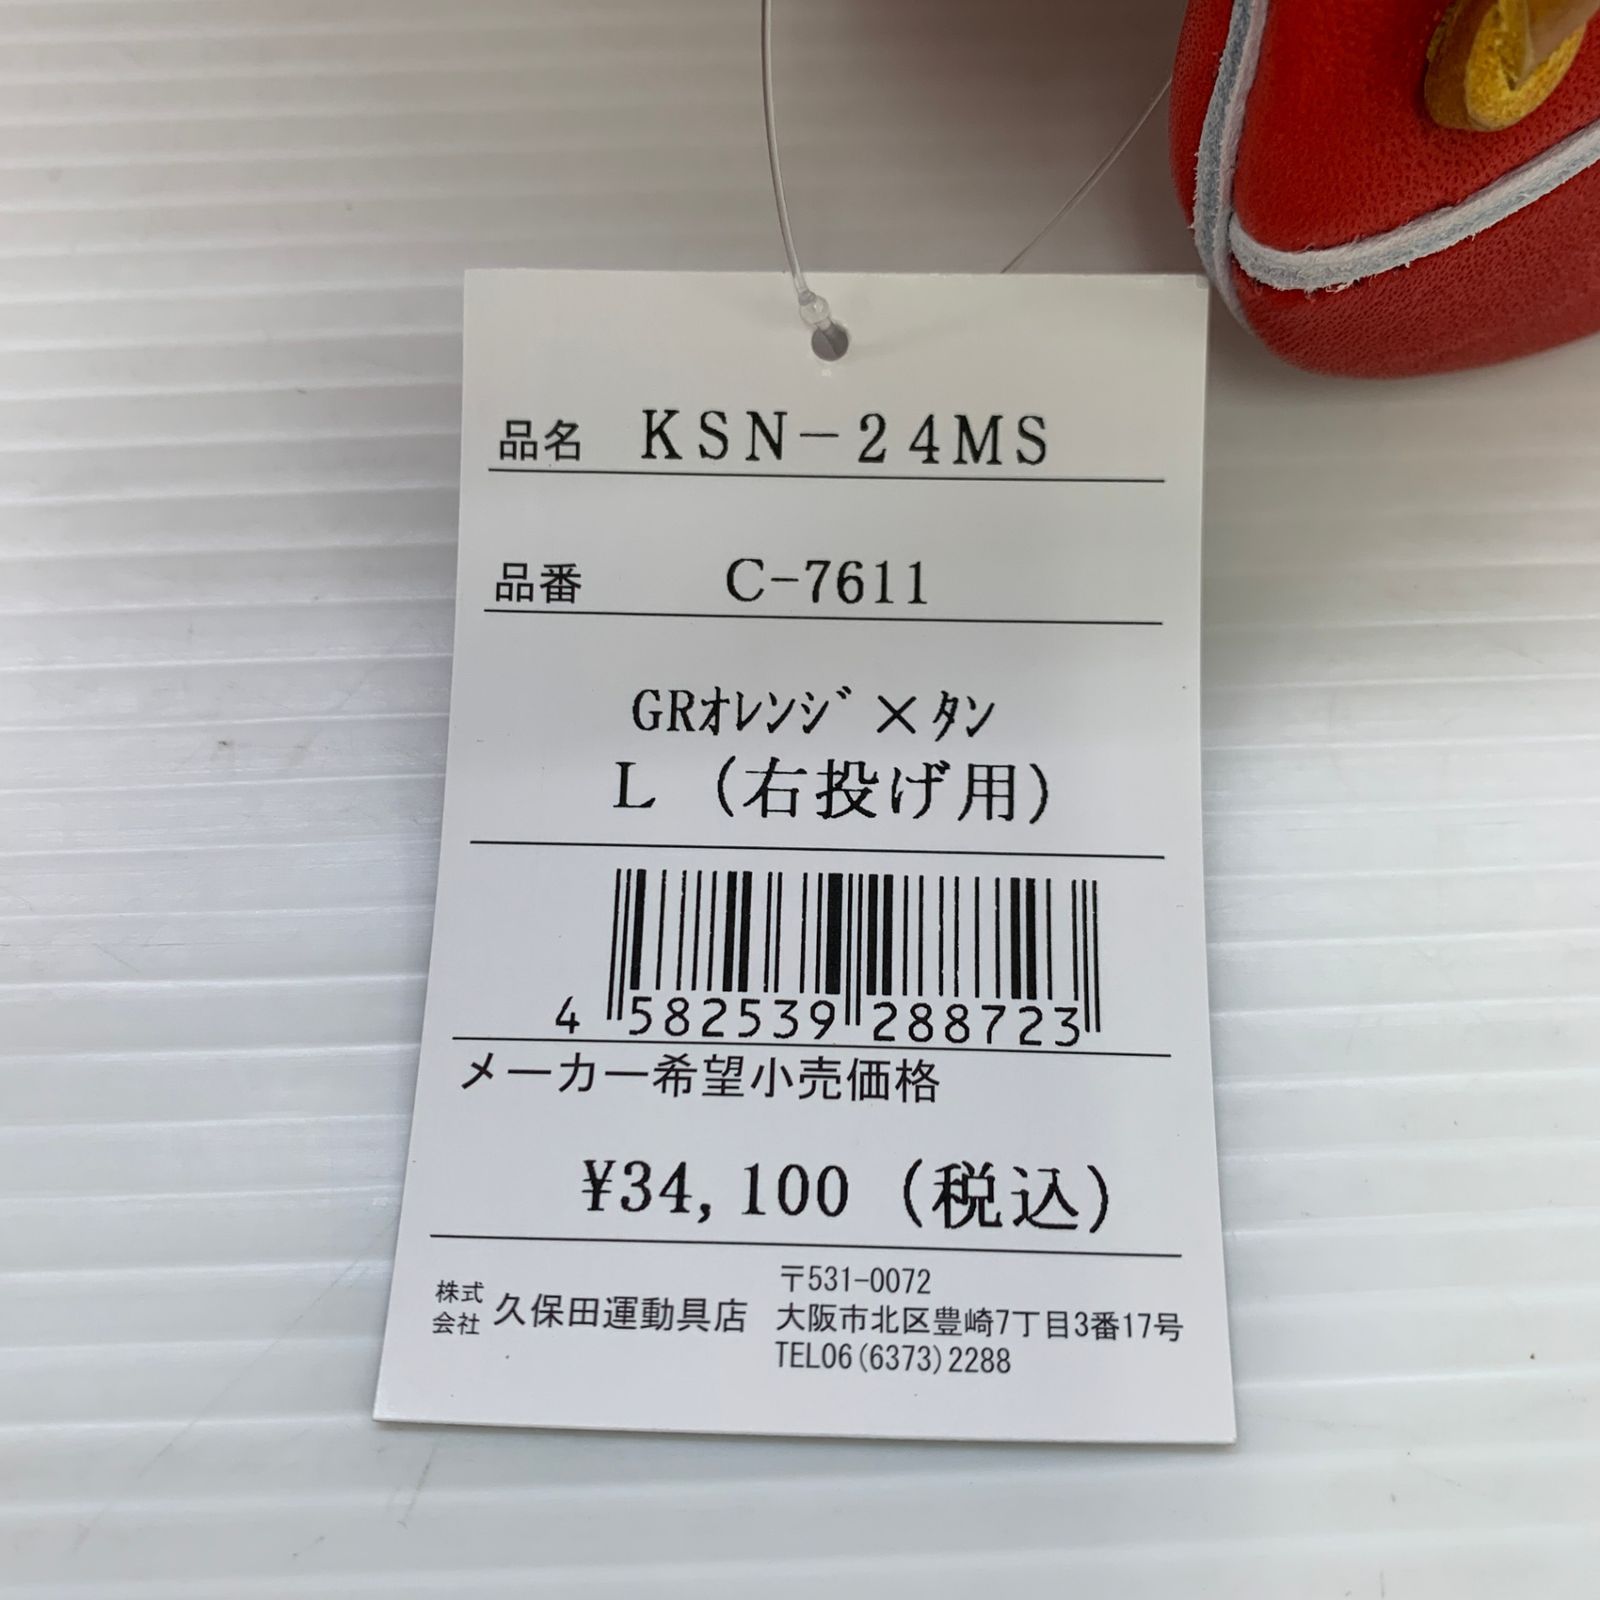 品名 KSN-24MS
品番 C-7611
GRｵﾚﾝｼﾞ×ﾀﾝ
L (右投げ用)
4 582539 288723
メーカー希望小売価格
¥34,100 (税込)
株式会社 久保田運動具店
〒531-0072
大阪市北区豊崎7丁目3番17号
TEL06(6373)2288